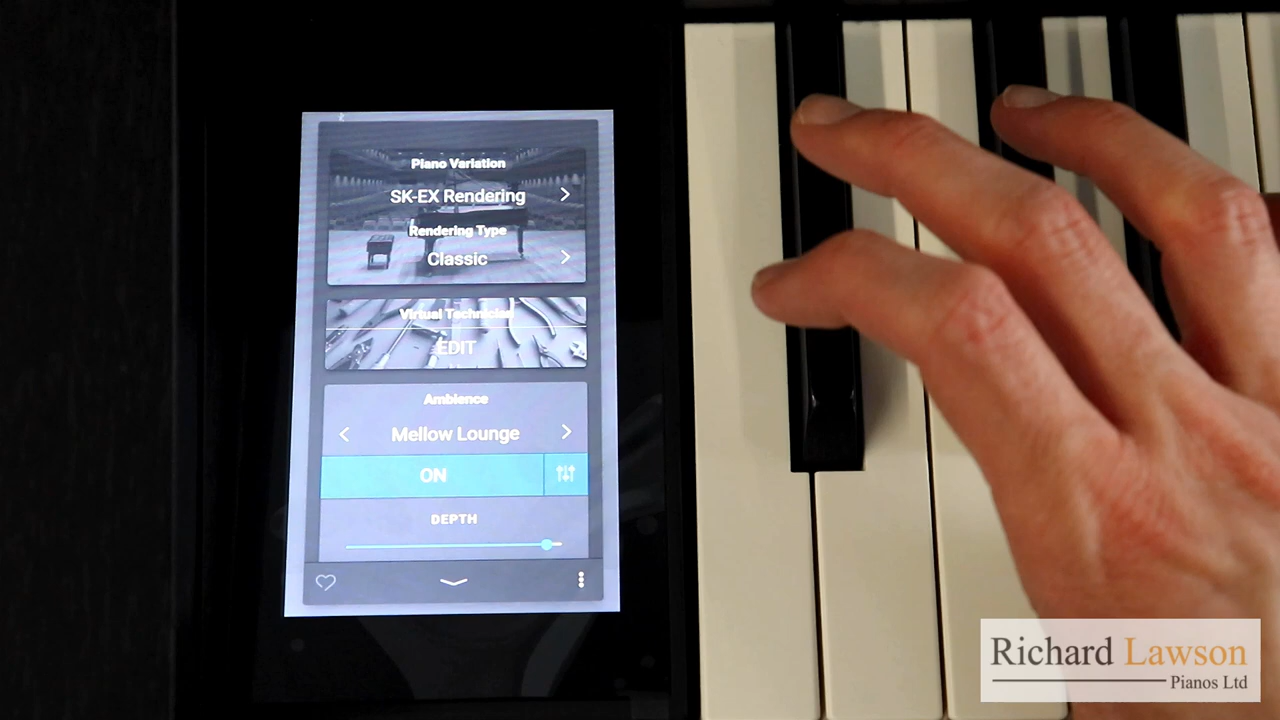 Piano Variation
SK-EX Rendering
Rendering Type
Classic
Virtual Technician
EDIT
Ambience
Mellow Lounge
ON
DEPTH
Richard Lawson
Pianos Ltd